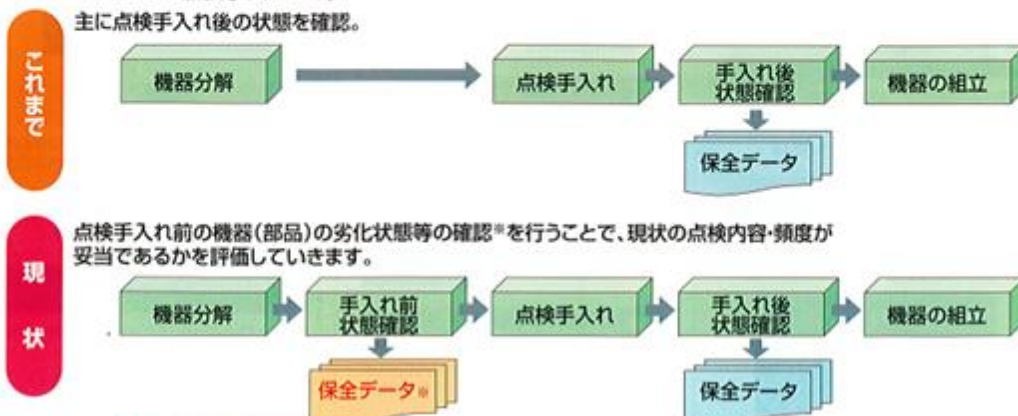 主に点検手入れ後の状態を確認。
これまで
機器分解
点検手入れ
手入れ後
状態確認
機器の組立
保全データ
点検手入れ前の機器(部品)の劣化状態等の確認※を行うことで、現状の点検内容・頻度が
妥当であるかを評価していきます。
現状
機器分解
手入れ前
状態確認
点検手入れ
手入れ後
状態確認
機器の組立
保全データ※
保全データ